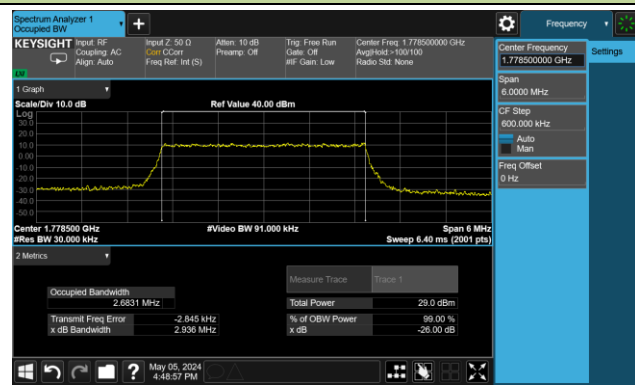 Spectrum Analyzer 1
Occupied BW
+
Frequency
KEYSIGHT
Input: RF
Coupling: AC
Align: Auto
Input Z: 50 Ω
Corr CCorr
Freq Ref: Int (S)
Atten: 10 dB
Preamp: Off
Trig: Free Run
Gate: Off
#IF Gain: Low
Center Freq: 1.778500000 GHz
Avg|Hold:>100/100
Radio Std: None
Center Frequency
1.778500000 GHz
Settings
Span
6.0000 MHz
CF Step
600.000 kHz
Auto
Man
Freq Offset
0 Hz
1 Graph
Scale/Div 10.0 dB
Ref Value 40.00 dBm
Log
30.0
20.0
10.0
0.00
-10.0
-20.0
-30.0
-40.0
-50.0
Center 1.778500 GHz
#Video BW 91.000 kHz
Span 6 MHz
#Res BW 30.000 kHz
Sweep 6.40 ms (2001 pts)
2 Metrics
Measure Trace
Trace 1
Occupied Bandwidth
2.6831 MHz
Total Power
29.0 dBm
Transmit Freq Error
-2.845 kHz
% of OBW Power
99.00 %
x dB Bandwidth
2.936 MHz
x dB
-26.00 dB
?
May 05, 2024
4:48:57 PM